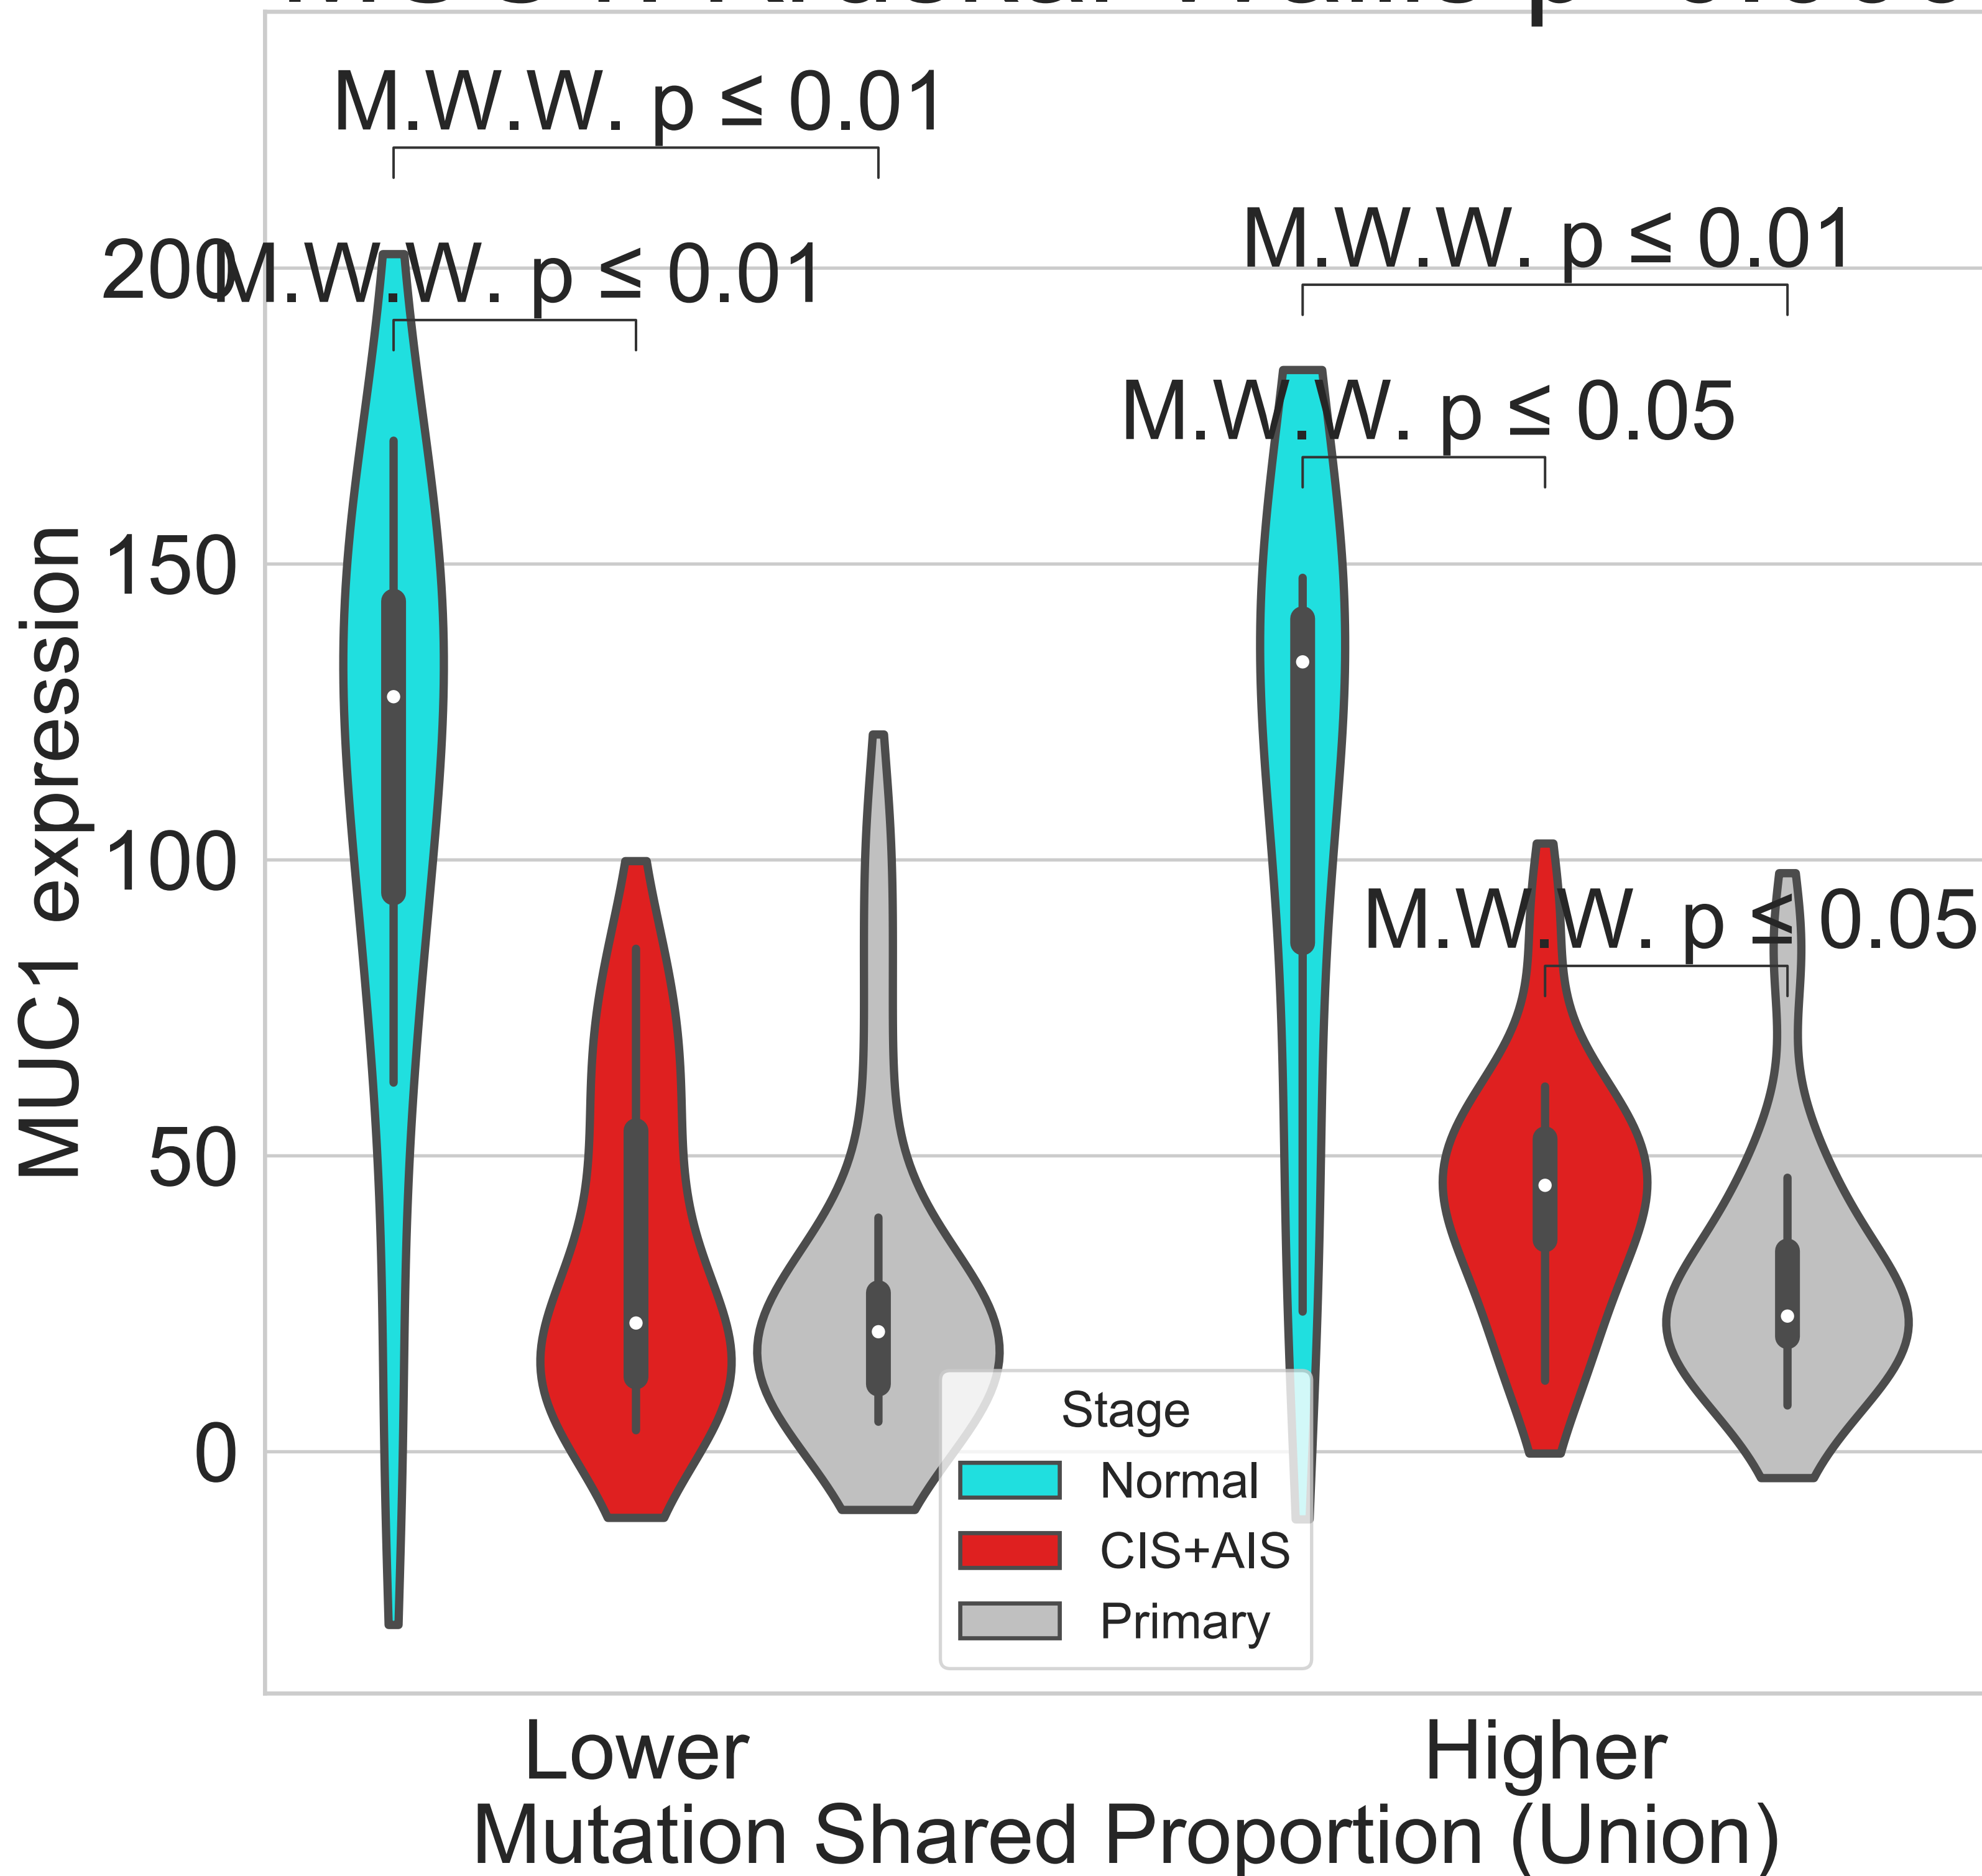 M.W.W. p ≤ 0.01
M.W.W. p ≤ 0.01
M.W.W. p ≤ 0.01
M.W.W. p ≤ 0.05
M.W.W. p ≤ 0.05
200
150
100
50
0
MUC1 expression
Stage
Normal
CIS+AIS
Primary
Lower
Higher
Mutation Shared Proportion (Union)